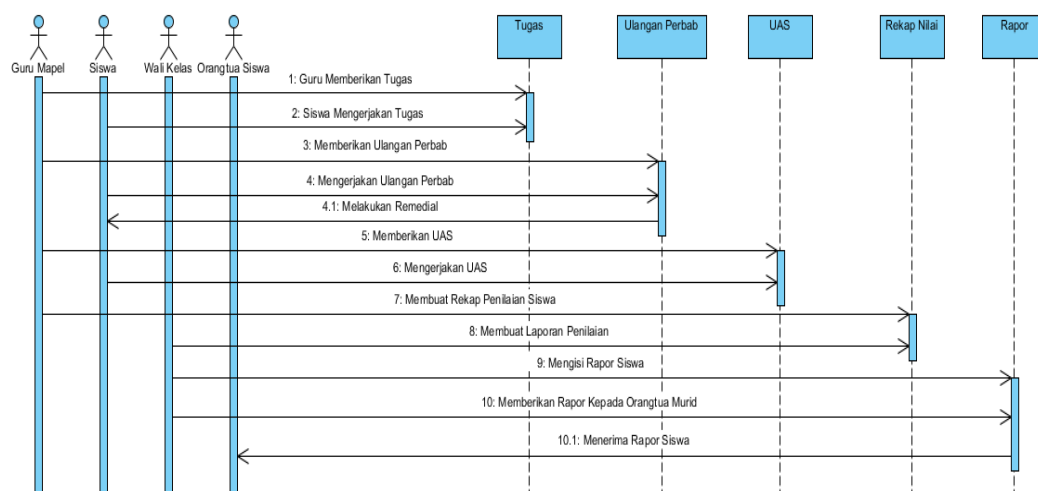 Tugas
Ulangan Perbab
UAS
Rekap Nilai
Rapor
Guru Mapel
Siswa
Wali Kelas
Orangtua Siswa
1: Guru Memberikan Tugas
2: Siswa Mengerjakan Tugas
3: Memberikan Ulangan Perbab
4: Mengerjakan Ulangan Perbab
4.1: Melakukan Remedial
5: Memberikan UAS
6: Mengerjakan UAS
7: Membuat Rekap Penilaian Siswa
8: Membuat Laporan Penilaian
9: Mengisi Rapor Siswa
10: Memberikan Rapor Kepada Orangtua Murid
10.1: Menerima Rapor Siswa